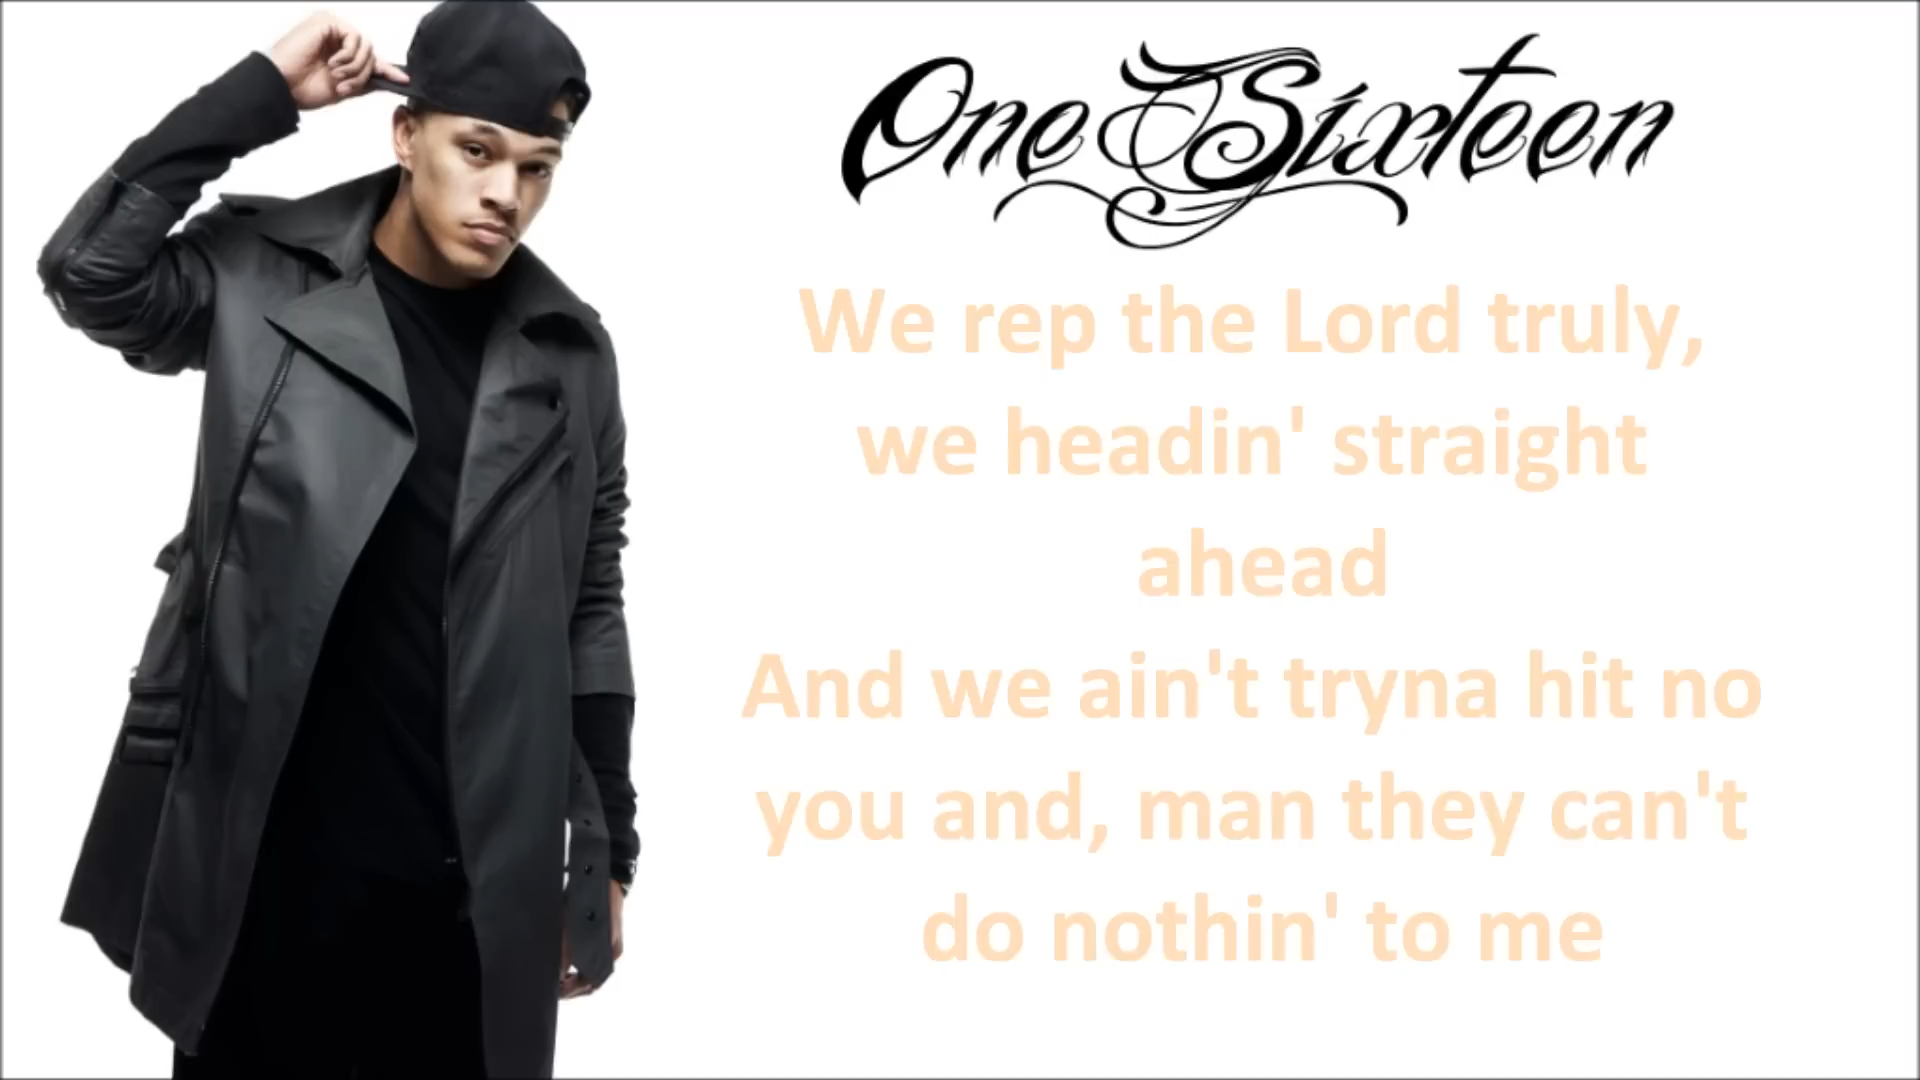 One Sixteen
We rep the Lord truly,
we headin' straight
ahead
And we ain't tryna hit no
you and, man they can't
do nothin' to me